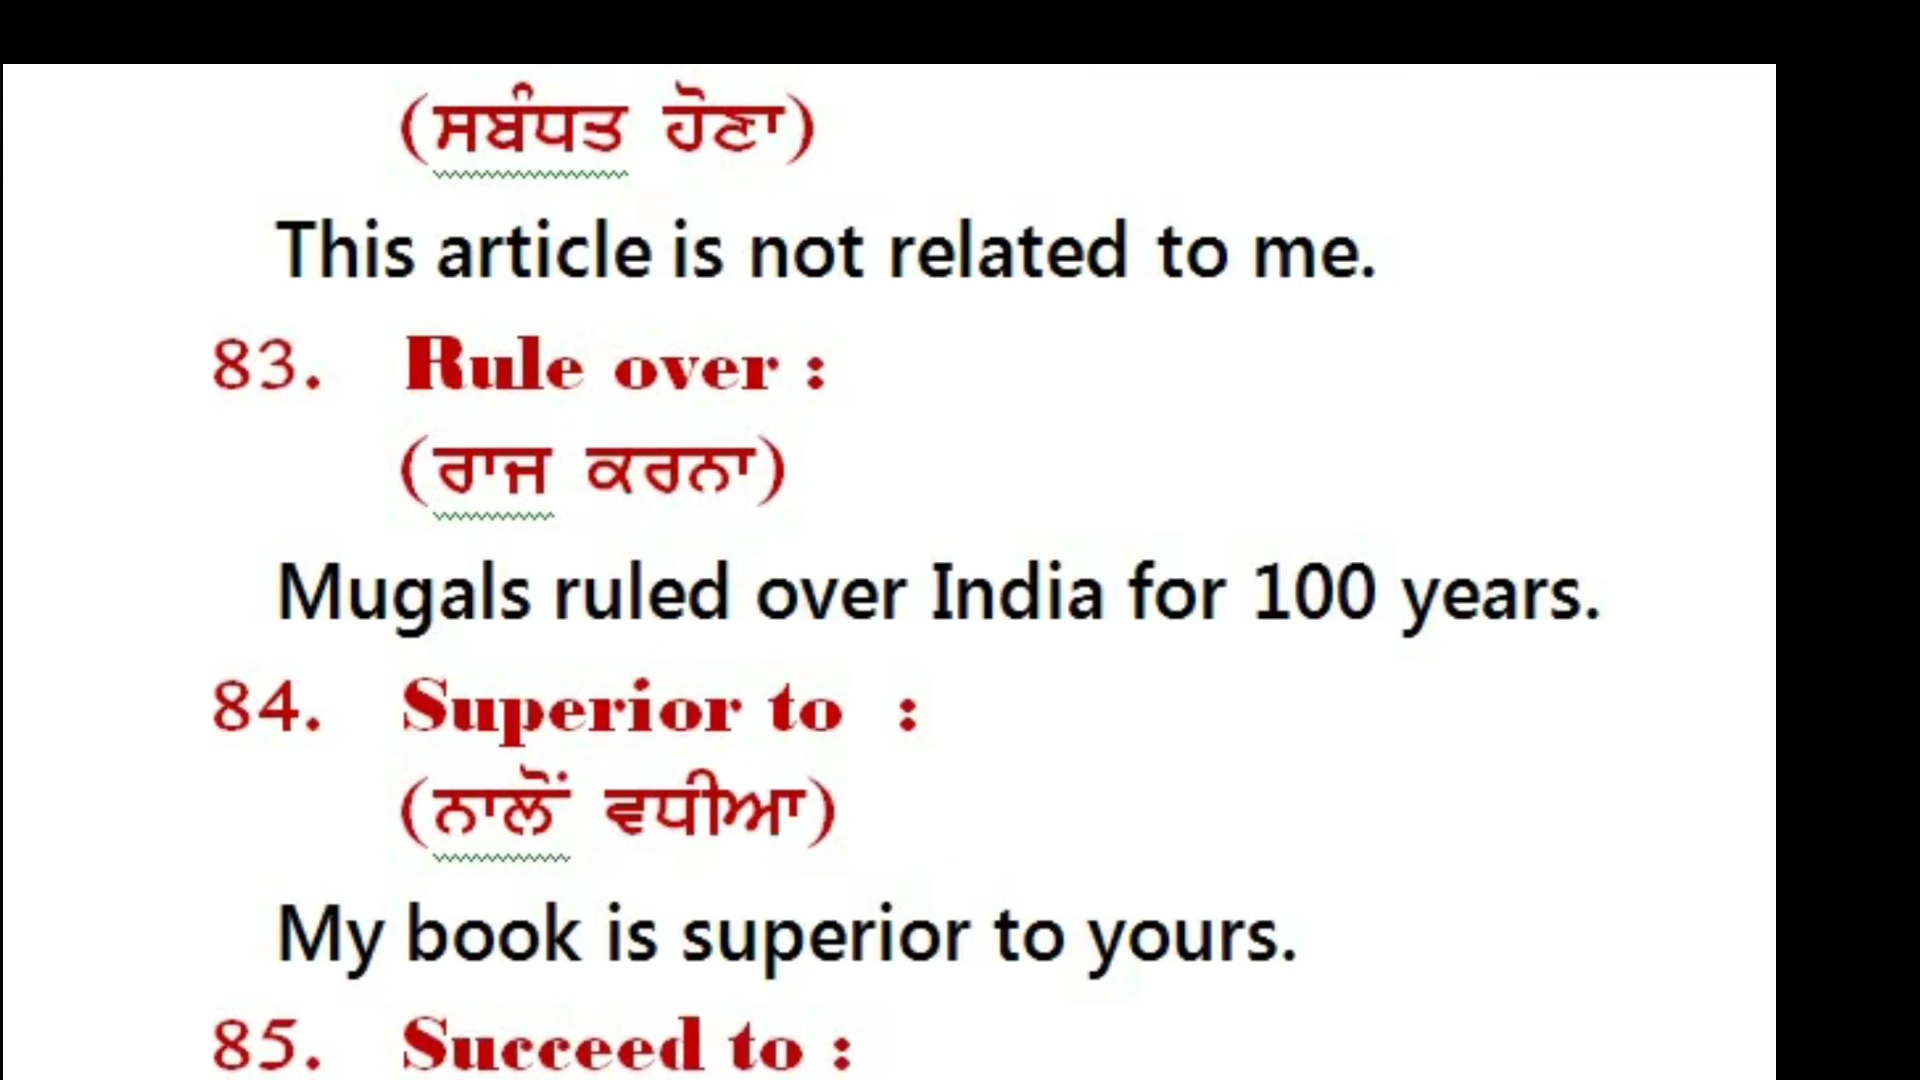 (ਸਬੰਧਤ ਹੋਣਾ)
This article is not related to me.
83. Rule over :
(ਰਾਜ ਕਰਨਾ)
Mugals ruled over India for 100 years.
84. Superior to :
(ਨਾਲੋਂ ਵਧੀਆ)
My book is superior to yours.
85. Succeed to :